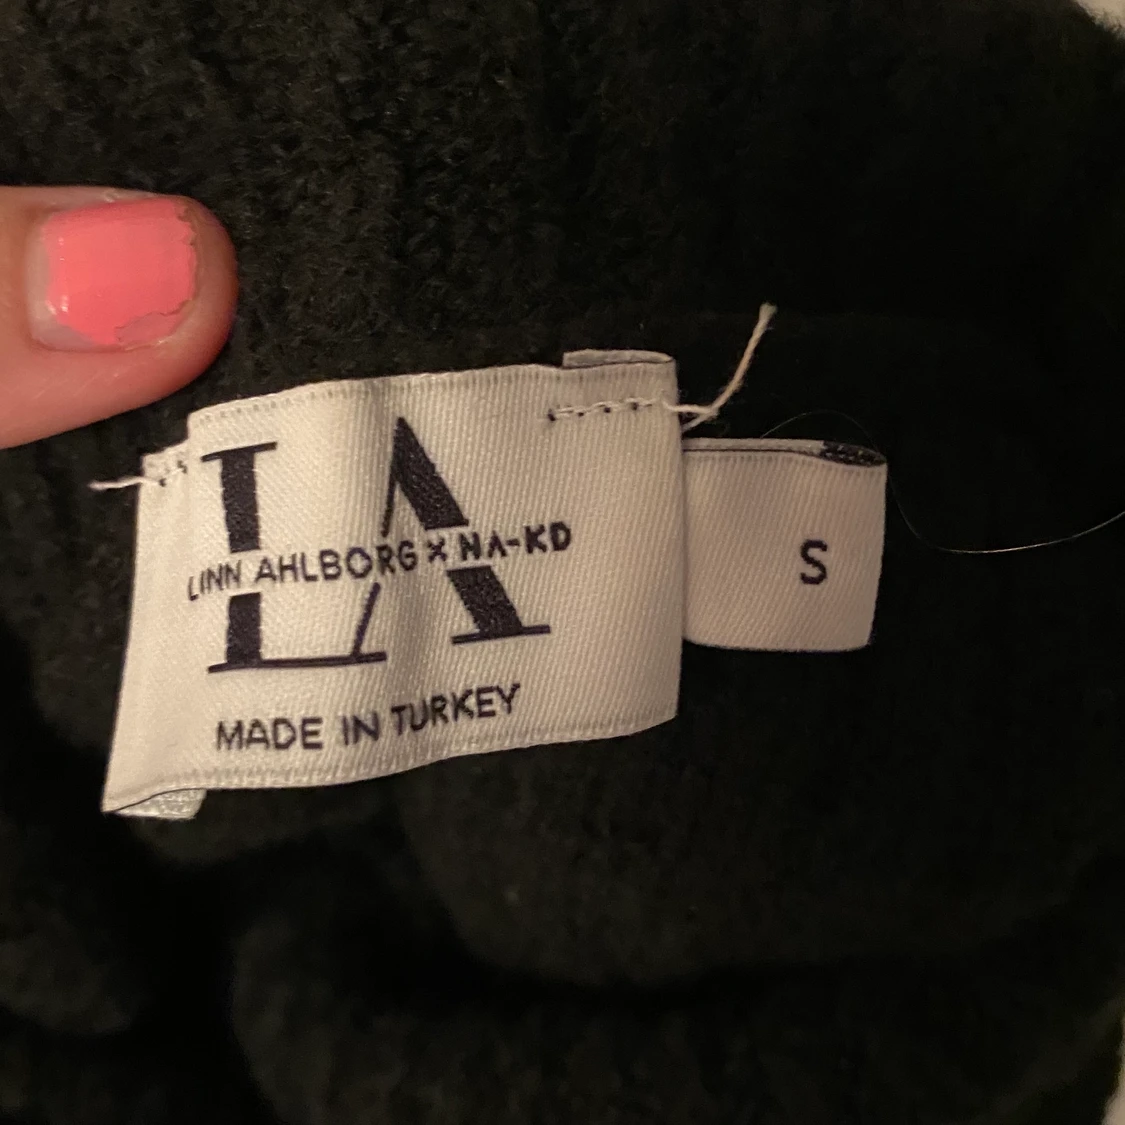 LA
LINN AHLBORG × NA-KD
MADE IN TURKEY
S